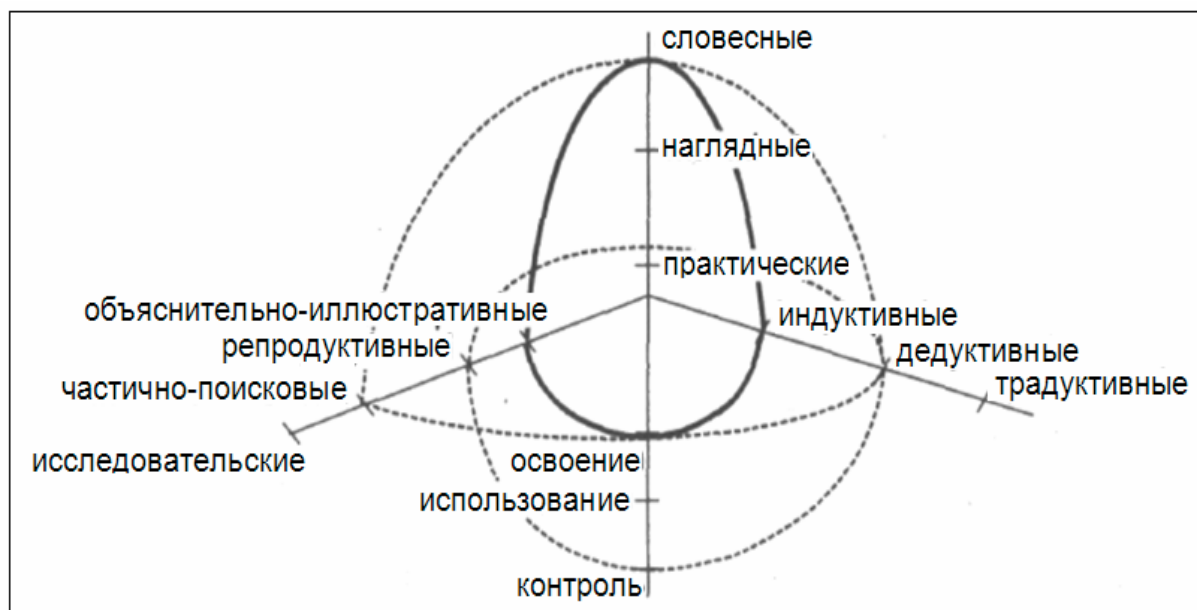 словесные
наглядные
практические
объяснительно-иллюстративные
индуктивные
репродуктивные
дедуктивные
частично-поисковые
традуктивные
исследовательские
освоение
использование
контроль